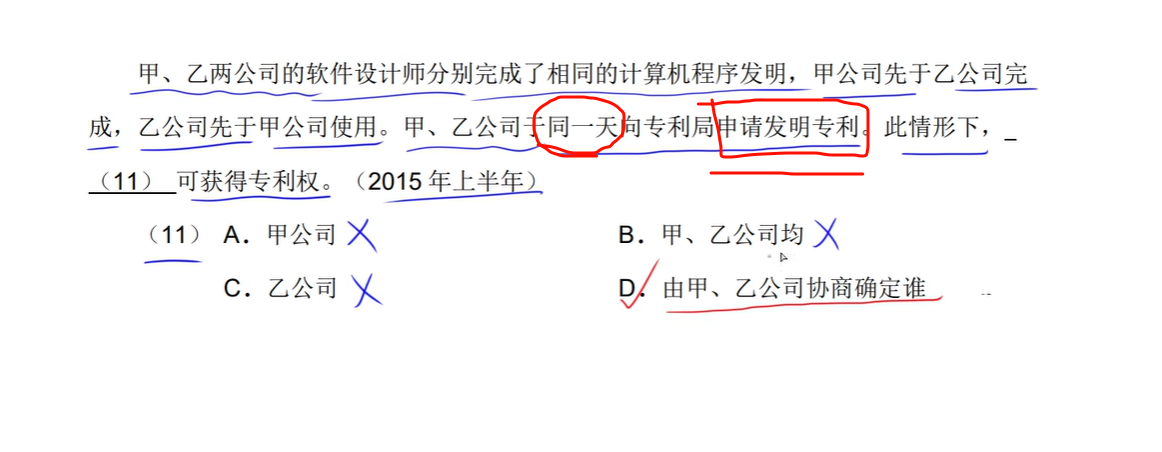 甲、乙两公司的软件设计师分别完成了相同的计算机程序发明，甲公司先于乙公司完
成，乙公司先于甲公司使用。甲、乙公司于同一天向专利局申请发明专利。此情形下，_
（11） 可获得专利权。（2015 年上半年）
（11） A. 甲公司 B. 甲、乙公司均
C. 乙公司 D. 由甲、乙公司协商确定谁